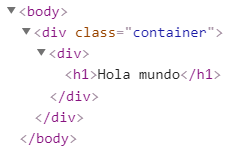 <body>
<div class="container">
<div>
<h1>Hola mundo</h1>
</div>
</div>
</body>